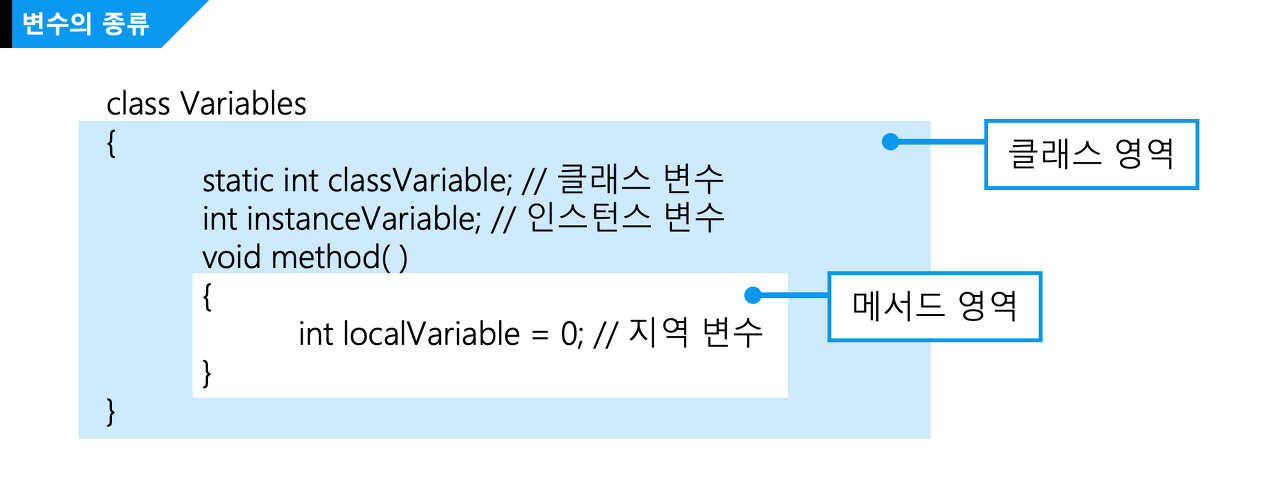 변수의 종류
class Variables
{
클래스 영역
static int classVariable; // 클래스 변수
int instanceVariable; // 인스턴스 변수
void method( )
{
메서드 영역
int localVariable = 0; // 지역 변수
}
}